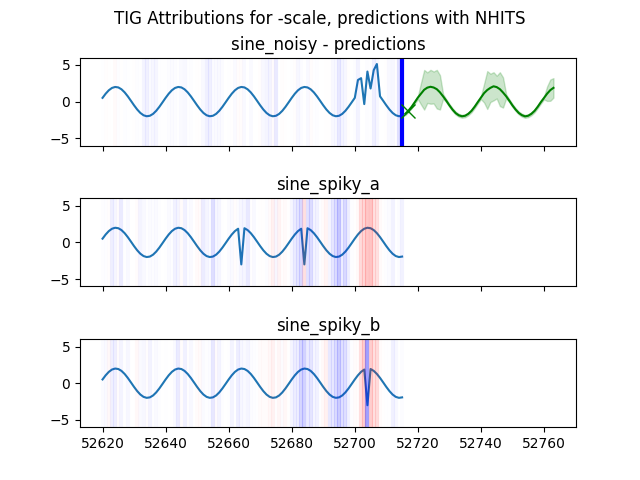 TIG Attributions for -scale, predictions with NHITS
sine_noisy - predictions
5
0
−5
sine_spiky_a
5
0
−5
sine_spiky_b
5
0
−5
52620 52640 52660 52680 52700 52720 52740 52760